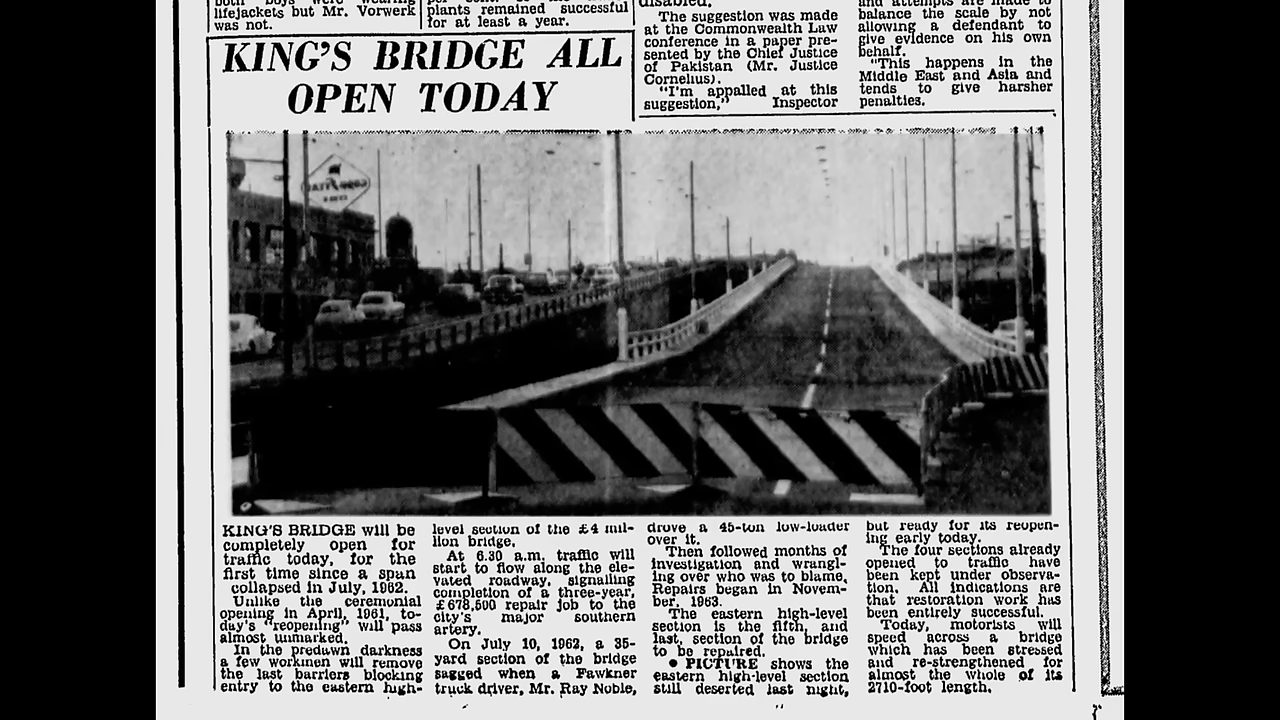 both boys were wearing
lifejackets but Mr. Vorwerk
was not.
plants remained successful
for at least a year.
KING'S BRIDGE ALL
OPEN TODAY
disabled.
The suggestion was made
at the Commonwealth Law
conference in a paper pre-
sented by the Chief Justice
of Pakistan (Mr. Justice
Cornelius).
"I'm appalled at this
suggestion," Inspector
and attempts are made to
balance the scale by not
allowing a defendant to
give evidence on his own
behalf.
"This happens in the
Middle East and Asia and
tends to give harsher
penalties.
KING'S BRIDGE will be
completely open for
traffic today, for the
first time since a span
collapsed in July, 1962.
Unlike the ceremonial
opening in April, 1961, to-
day's "reopening" will pass
almost unmarked.
In the predawn darkness
a few workmen will remove
the last barriers blocking
entry to the eastern high-
level section of the £4 mil-
lion bridge.
At 6.30 a.m. traffic will
start to flow along the ele-
vated roadway, signalling
completion of a three-year,
£678,500 repair job to the
city's major southern
artery.
On July 10, 1962, a 35-
yard section of the bridge
sagged when a Fawkner
truck driver, Mr. Ray Noble,
drove a 45-ton low-loader
over it.
Then followed months of
investigation and wrangl-
ing over who was to blame.
Repairs began in Novem-
ber, 1963.
The eastern high-level
section is the fifth, and
last, section of the bridge
to be repaired.
• PICTURE shows the
eastern high-level section
still deserted last night,
but ready for its reopen-
ing early today.
The four sections already
opened to traffic have
been kept under observa-
tion. All indications are
that restoration work has
been entirely successful.
Today, motorists will
speed across a bridge
which has been stressed
and re-strengthened for
almost the whole of its
2710-foot length.